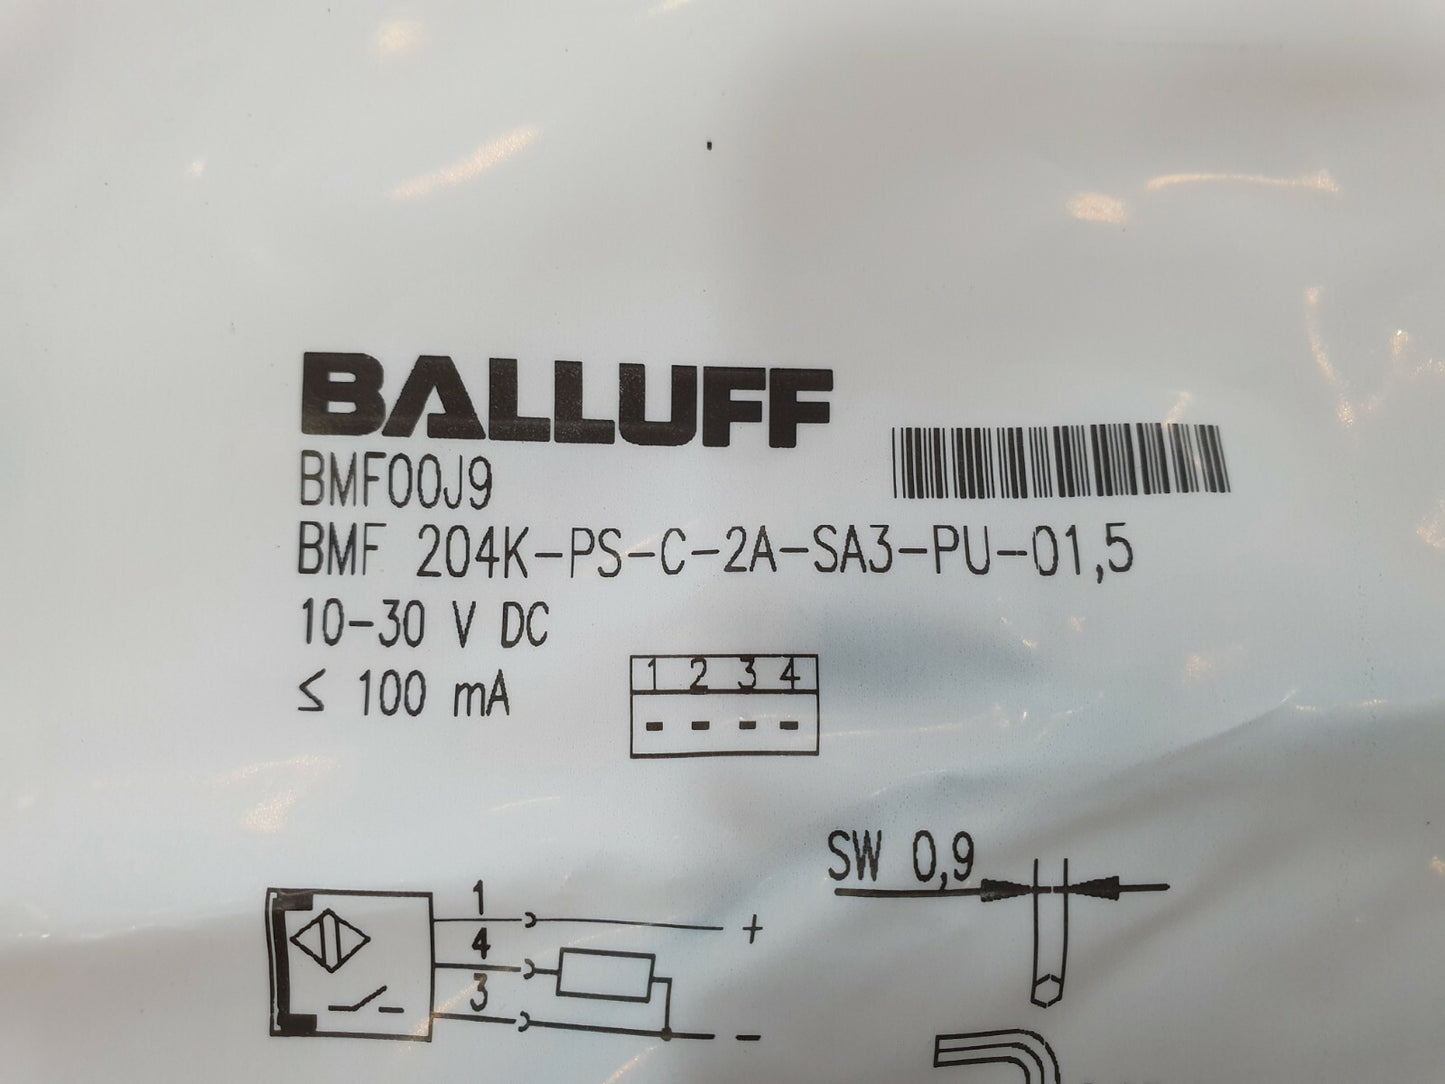 BALLUFF
BMF00J9
BMF 204K-PS-C-2A-SA3-PU-01,5
10-30 V DC
≤ 100 mA
1 2 3 4
- - - -
SW 0,9
1
+
4
3
-